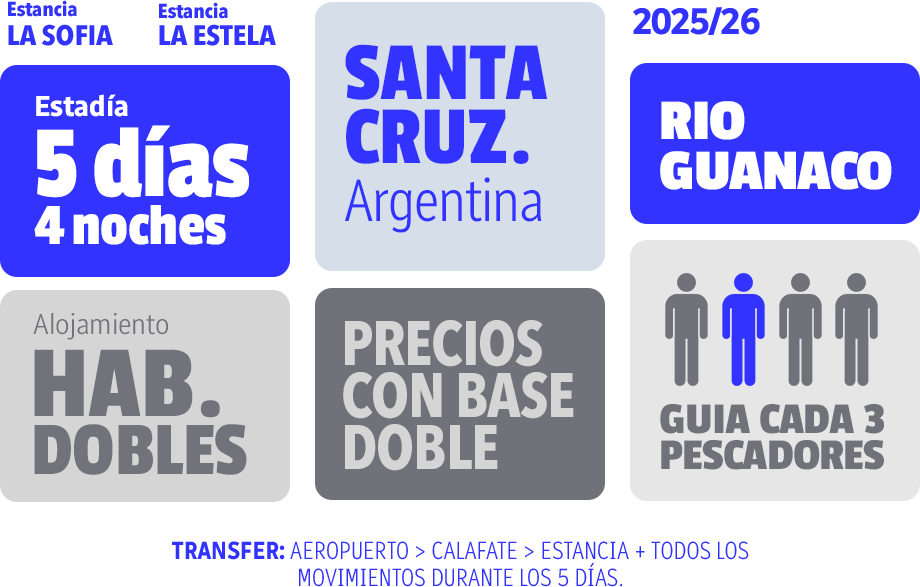 Estancia
LA SOFIA
Estancia
LA ESTELA
2025/26
Estadía
5 días
4 noches
SANTA
CRUZ.
Argentina
RIO
GUANACO
Alojamiento
HAB.
DOBLES
PRECIOS
CON BASE
DOBLE
GUIA CADA 3
PESCADORES
TRANSFER: AEROPUERTO > CALAFATE > ESTANCIA + TODOS LOS
MOVIMIENTOS DURANTE LOS 5 DÍAS.